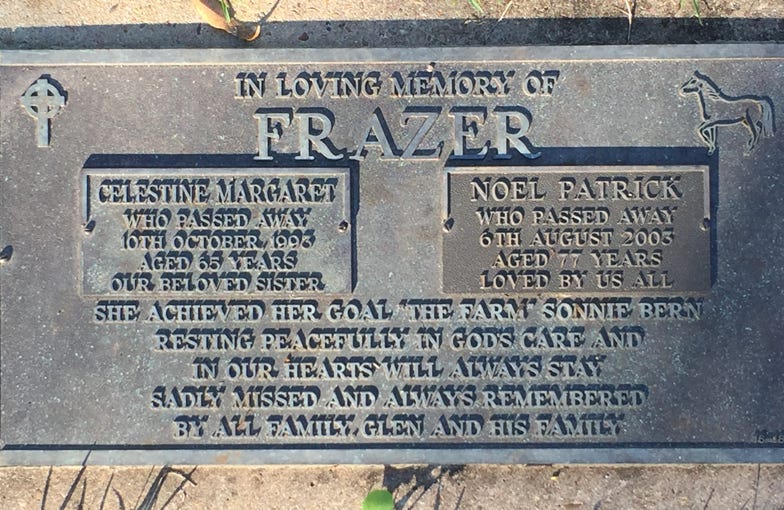 IN LOVING MEMORY OF
FRAZER
CELESTINE MARGARET
WHO PASSED AWAY
10TH OCTOBER, 1993
AGED 65 YEARS
OUR BELOVED SISTER
NOEL PATRICK
WHO PASSED AWAY
6TH AUGUST 2003
AGED 77 YEARS
LOVED BY US ALL
SHE ACHIEVED HER GOAL 'THE FARM' SONNIE BERN
RESTING PEACEFULLY IN GOD'S CARE AND
IN OUR HEARTS WILL ALWAYS STAY
SADLY MISSED AND ALWAYS REMEMBERED
BY ALL FAMILY, GLEN AND HIS FAMILY